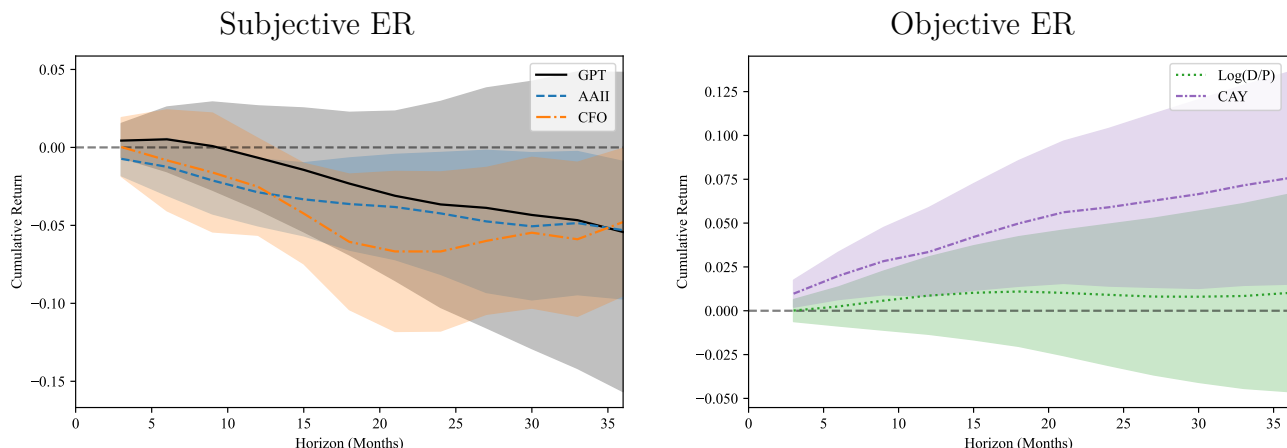 Subjective ER
0.05
0.00
−0.05
−0.10
−0.15
Cumulative Return
GPT
AAII
CFO
0
5
10
15
20
25
30
35
Horizon (Months)
Objective ER
0.125
0.100
0.075
0.050
0.025
0.000
−0.025
−0.050
Cumulative Return
Log(D/P)
CAY
0
5
10
15
20
25
30
35
Horizon (Months)